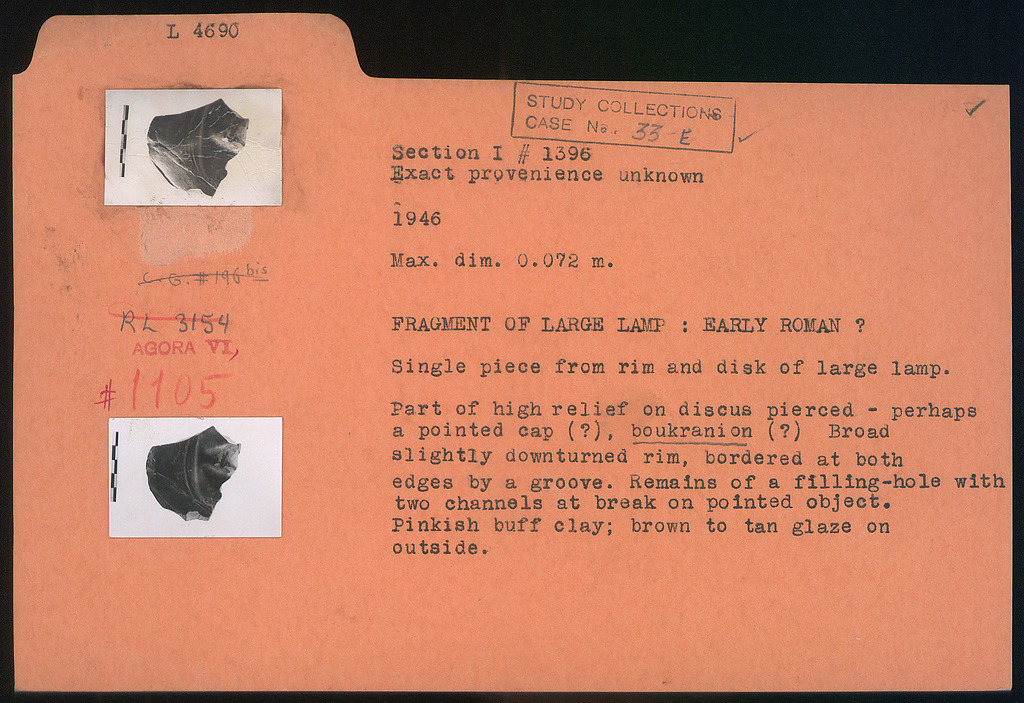 L 4690
STUDY COLLECTIONS
CASE No. 33-E
Section I # 1396
Exact provenience unknown
1946
Max. dim. 0.072 m.
C.G. #196 bis
RL 3154
AGORA VI,
#1105
FRAGMENT OF LARGE LAMP : EARLY ROMAN ?
Single piece from rim and disk of large lamp.
Part of high relief on discus pierced - perhaps
a pointed cap (?), boukranion (?) Broad
slightly downturned rim, bordered at both
edges by a groove. Remains of a filling-hole with
two channels at break on pointed object.
Pinkish buff clay; brown to tan glaze on
outside.